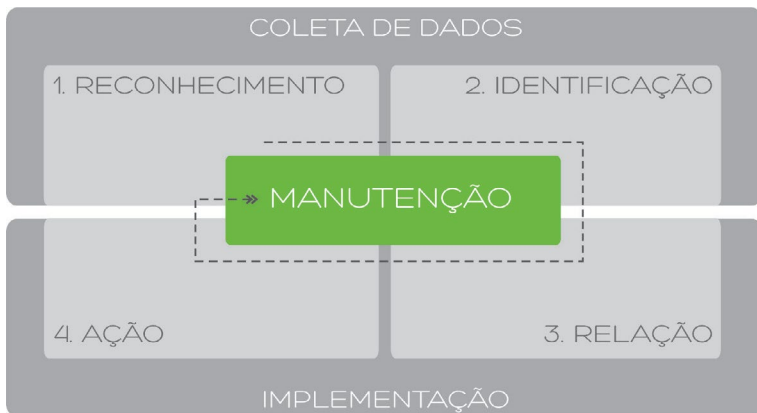 COLETA DE DADOS
1. RECONHECIMENTO
2. IDENTIFICAÇÃO
MANUTENÇÃO
4. AÇÃO
3. RELAÇÃO
IMPLEMENTAÇÃO